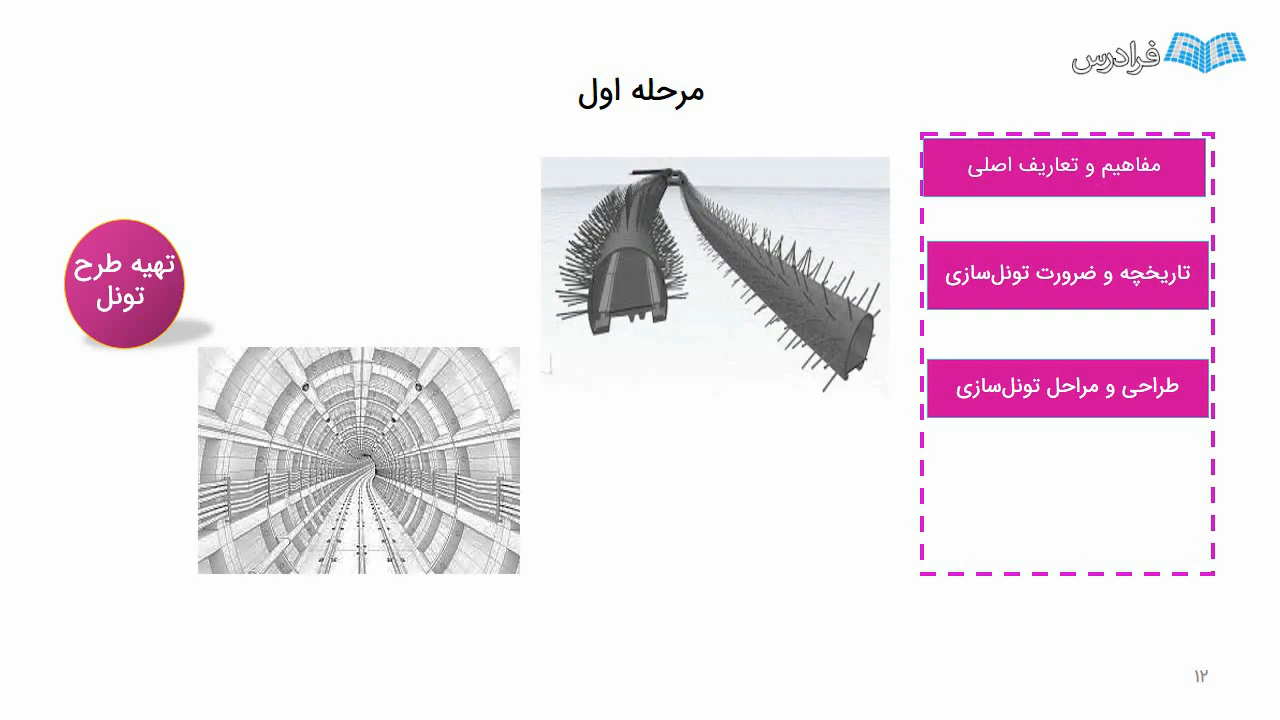 فرادرس
مرحله اول
مفاهیم و تعاریف اصلی
تاریخچه و ضرورت تونل‌سازی
طراحی و مراحل تونل‌سازی
تهیه طرح
تونل
۱۲